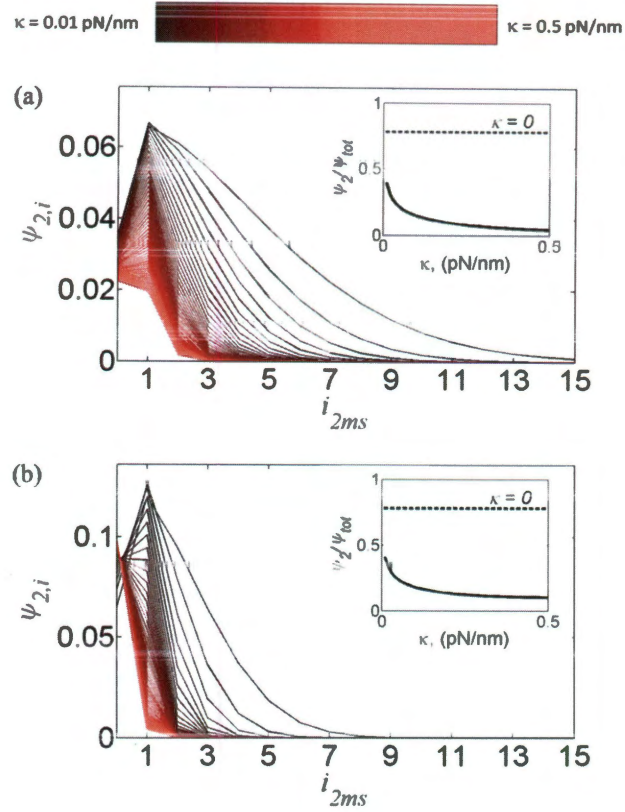 κ = 0.01 pN/nm
κ = 0.5 pN/nm
(a)
ψ2,i
0.06
0.04
0.02
0
1 3 5 7 9 11 13 15
i2ms
ψ2/ψtot
1
0.5
0
κ = 0
0 0.5
κ, (pN/nm)
(b)
ψ2,i
0.1
0.05
0
1 3 5 7 9 11 13 15
i2ms
ψ2/ψtot
1
0.5
0
κ = 0
0 0.5
κ, (pN/nm)